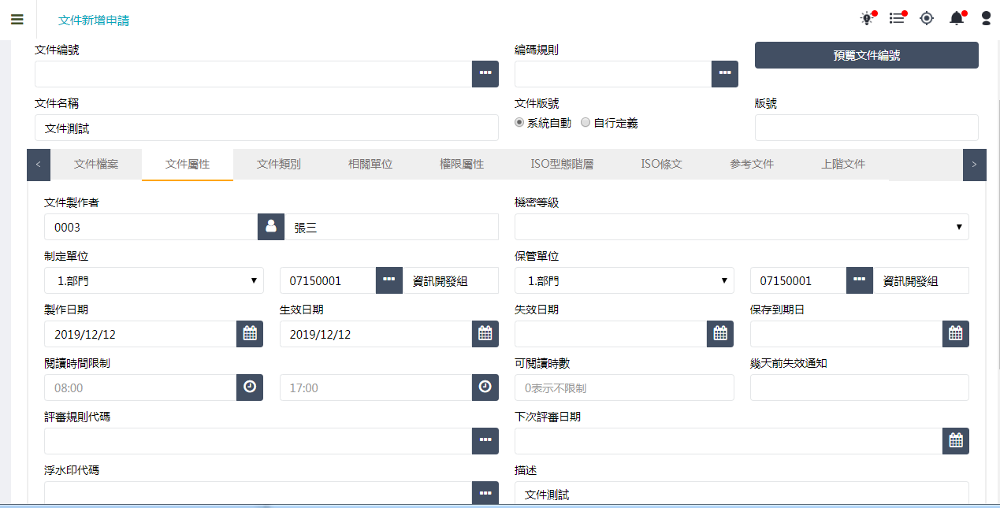 文件新增申請
文件編號
編碼規則
預覽文件編號
文件名稱
文件版號
版號
文件測試
系統自動 自行定義
< 文件檔案 文件屬性 文件類別 相關單位 權限屬性 ISO型態階層 ISO條文 參考文件 上階文件 >
文件製作者
機密等級
0003 張三
制定單位
保管單位
1.部門 07150001 資訊開發組 1.部門 07150001 資訊開發組
製作日期 生效日期 失效日期 保存到期日
2019/12/12 2019/12/12
閱讀時間限制 可閱讀時數 幾天前失效通知
08:00 17:00 0表示不限制
評審規則代碼 下次評審日期
浮水印代碼 描述
文件測試